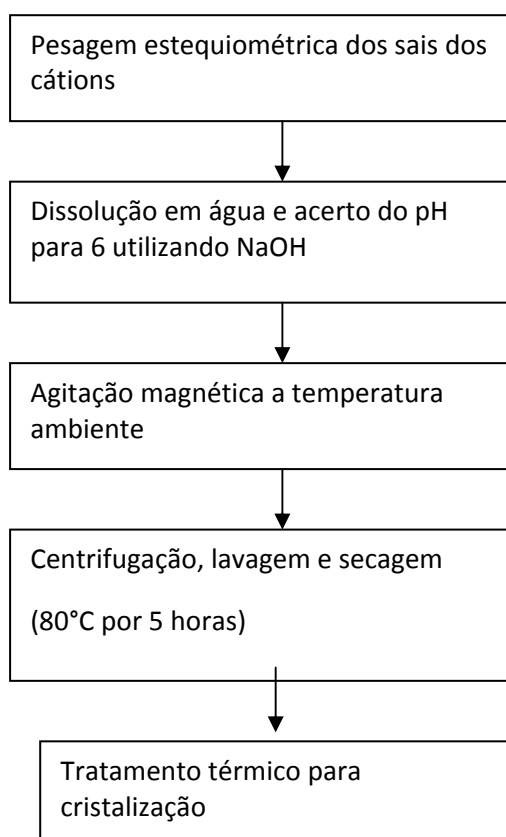 Pesagem estequiométrica dos sais dos
cátions
Dissolução em água e acerto do pH
para 6 utilizando NaOH
Agitação magnética a temperatura
ambiente
Centrifugação, lavagem e secagem
(80°C por 5 horas)
Tratamento térmico para
cristalização